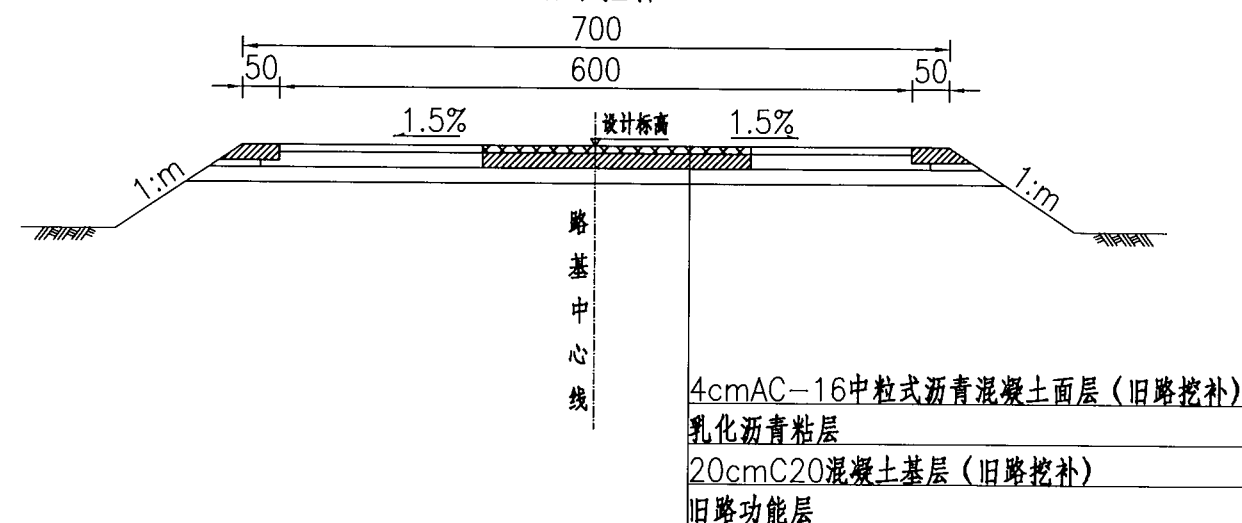 700
50
600
50
1.5%
设计标高
1.5%
1:m
1:m
路基中心线
4cmAC-16中粒式沥青混凝土面层(旧路挖补)
乳化沥青粘层
20cmC20混凝土基层(旧路挖补)
旧路功能层